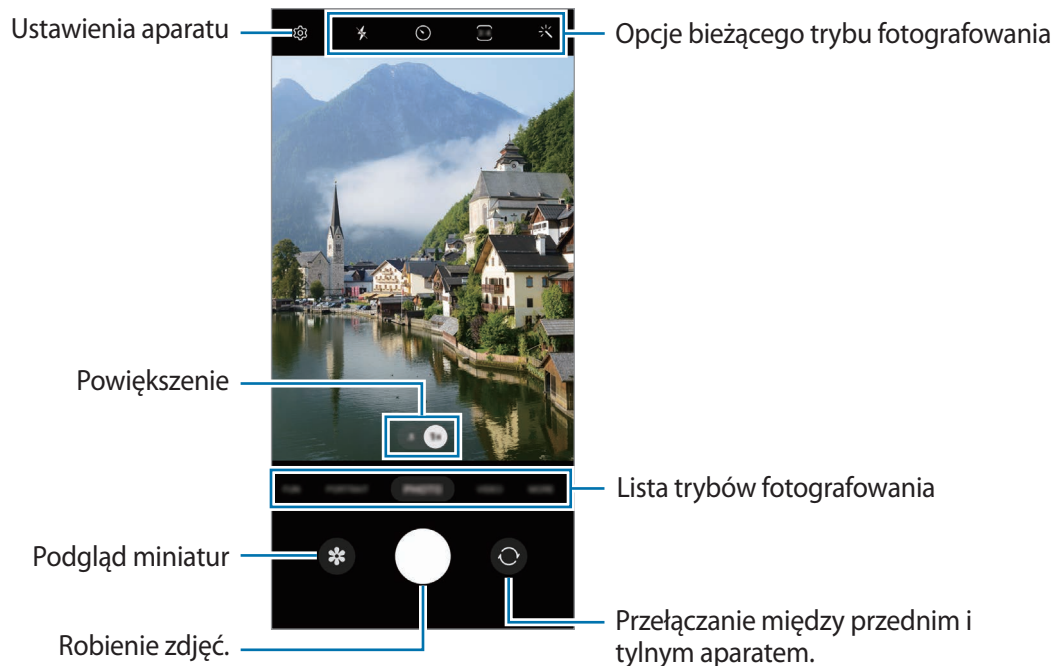 Ustawienia aparatu
Opcje bieżącego trybu fotografowania
Powiększenie
Lista trybów fotografowania
Podgląd miniatur
Robienie zdjęć.
Przełączanie między przednim i
tylnym aparatem.